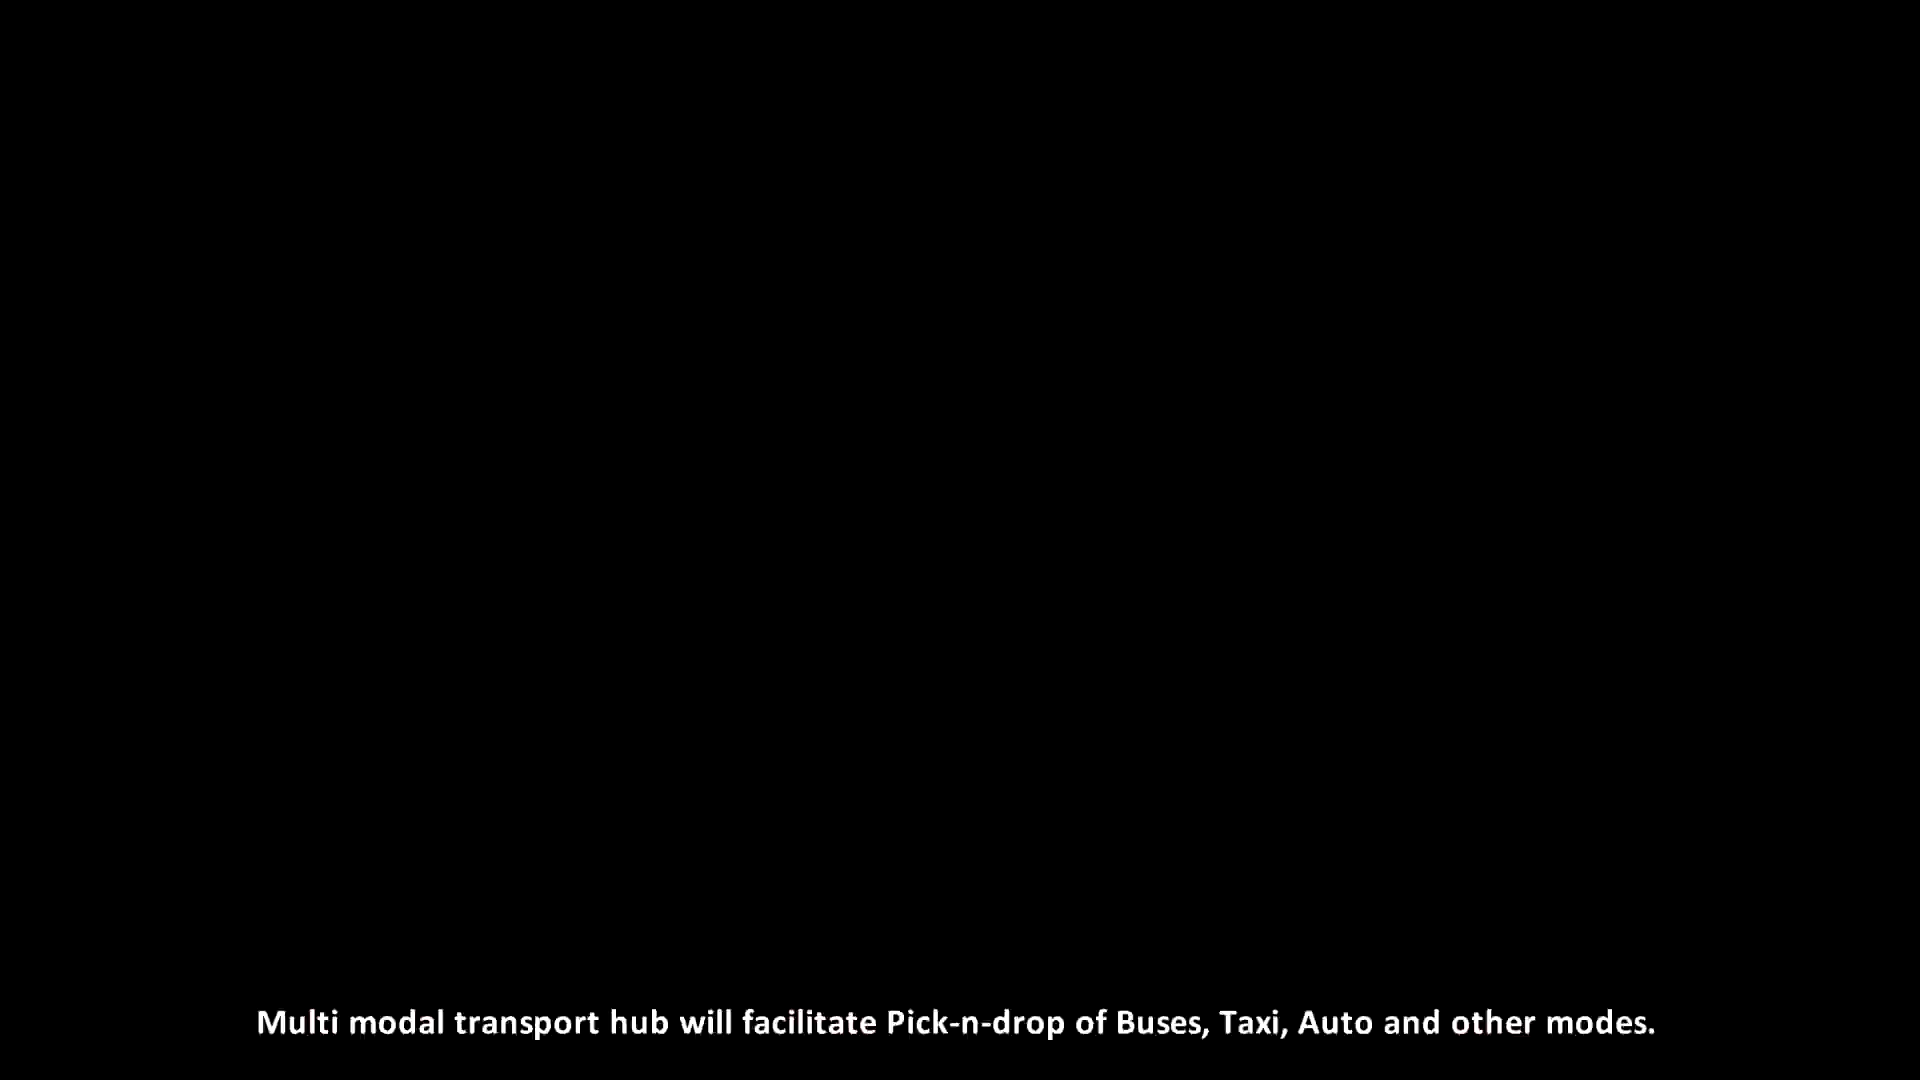 Multi modal transport hub will facilitate Pick-n-drop of Buses, Taxi, Auto and other modes.